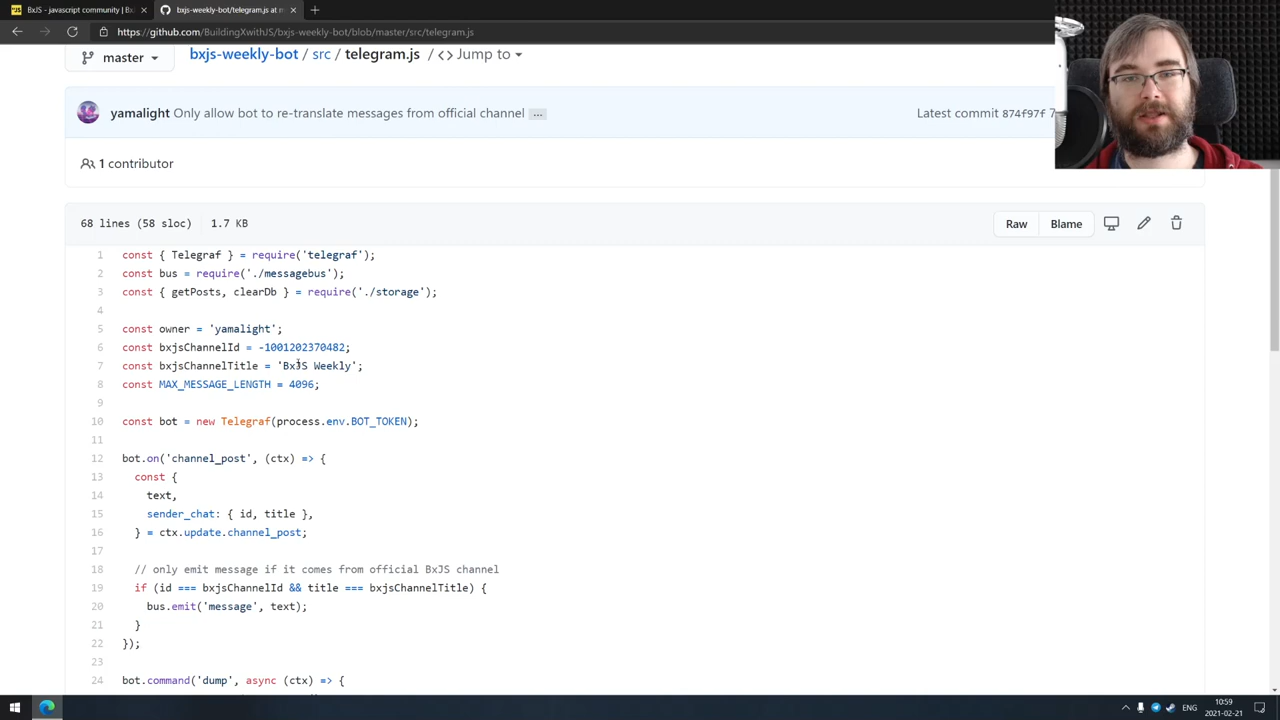 BxJS - javascript community | Bx
bxjs-weekly-bot/telegram.js at m
https://github.com/BuildingXwithJS/bxjs-weekly-bot/blob/master/src/telegram.js
master
bxjs-weekly-bot / src / telegram.js / <> Jump to
yamalight Only allow bot to re-translate messages from official channel ...
Latest commit 874f97f 7
1 contributor
68 lines (58 sloc) 1.7 KB
Raw Blame
1 const { Telegraf } = require('telegraf');
2 const bus = require('./messagebus');
3 const { getPosts, clearDb } = require('./storage');
4
5 const owner = 'yamalight';
6 const bxjsChannelId = -1001202370482;
7 const bxjsChannelTitle = 'BxJS Weekly';
8 const MAX_MESSAGE_LENGTH = 4096;
9
10 const bot = new Telegraf(process.env.BOT_TOKEN);
11
12 bot.on('channel_post', (ctx) => {
13 const {
14 text,
15 sender_chat: { id, title },
16 } = ctx.update.channel_post;
17
18 // only emit message if it comes from official BxJS channel
19 if (id === bxjsChannelId && title === bxjsChannelTitle) {
20 bus.emit('message', text);
21 }
22 });
23
24 bot.command('dump', async (ctx) => {
ENG
10:59
2021-02-21